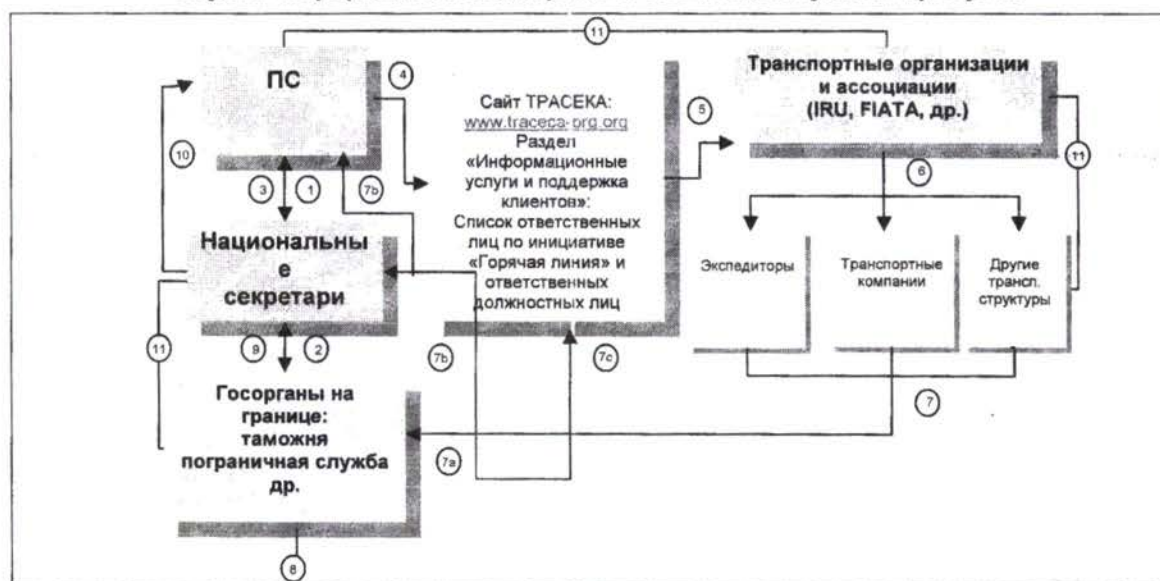 11
ПС
4
Сайт ТРАСЕКА:
www.traceca-org.org
Раздел
«Информационные
услуги и поддержка
клиентов»:
Список ответственных
лиц по инициативе
«Горячая линия» и
ответственных
должностных лиц
5
Транспортные организации
и ассоциации
(IRU, FIATA, др.)
10
3
1
7b
11
6
Национальны
е
секретари
Экспедиторы
Транспортные
компании
Другие
трансп.
структуры
11
9
2
7b
7c
7
Госорганы на
границе:
таможня
пограничная служба
др.
7a
8